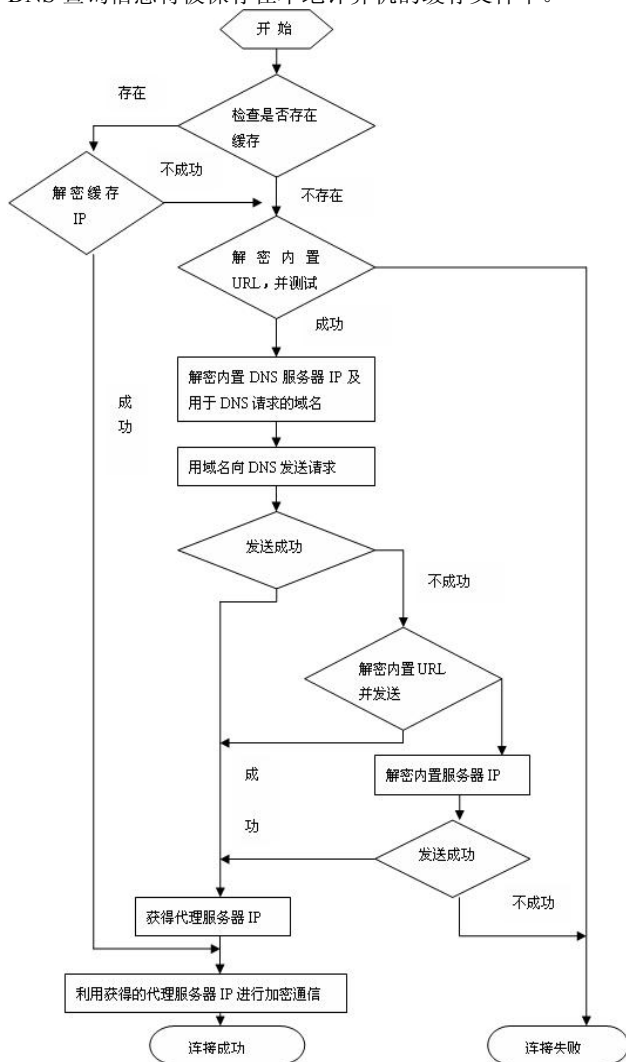 DNS 查询信息将被保存在本地计算机的缓存文件中。
开 始
存在
检查是否存在
缓存
不成功
解 密 缓 存
IP
不存在
解 密 内 置
URL，并测试
成功
解密内置 DNS 服务器 IP 及
用于 DNS 请求的域名
成
功
用域名向 DNS 发送请求
发送成功
不成功
解密内置 URL
并发送
成
解密内置服务器 IP
功
发送成功
不成功
获得代理服务器 IP
利用获得的代理服务器 IP 进行加密通信
连接成功
连接失败